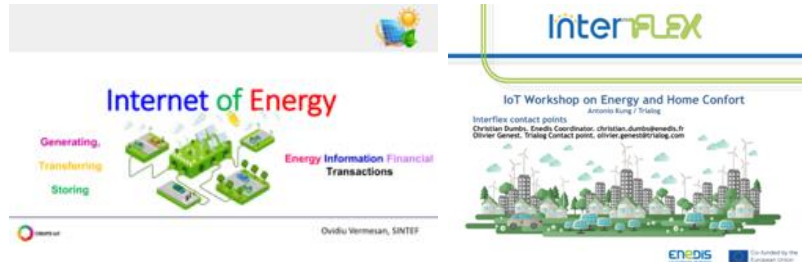 Internet of Energy
Generating,
Transferring
Storing
Energy Information Financial
Transactions
CREATE-IoT
Ovidiu Vermesan, SINTEF
InterFLEX
IoT Workshop on Energy and Home Confort
Antonio Kung / Trialog
Interflex contact points
Christian Dumbs, Enedis Coordinator, christian.dumbs@enedis.fr
Olivier Genest, Trialog Contact point, olivier.genest@trialog.com
ENEDIS
Co-funded by the
European Union